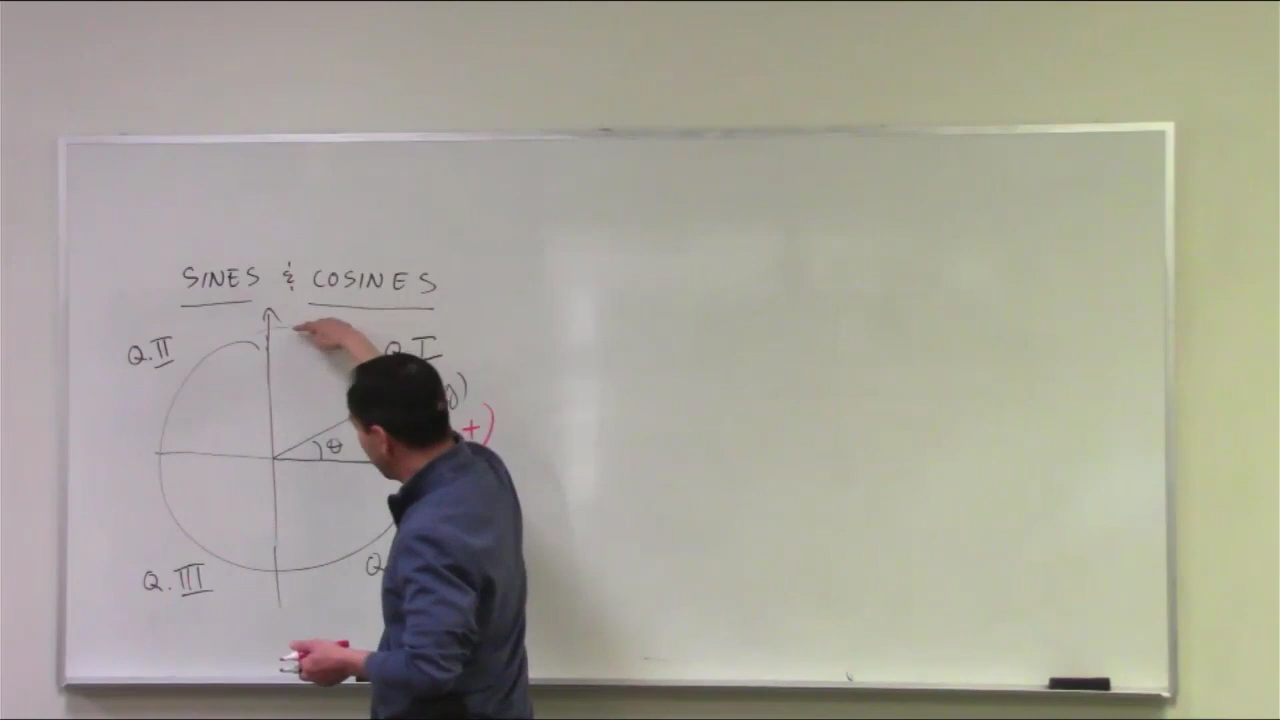 SINES & COSINES
Q.II
Q.I
y)
+)
θ
Q.III
Q